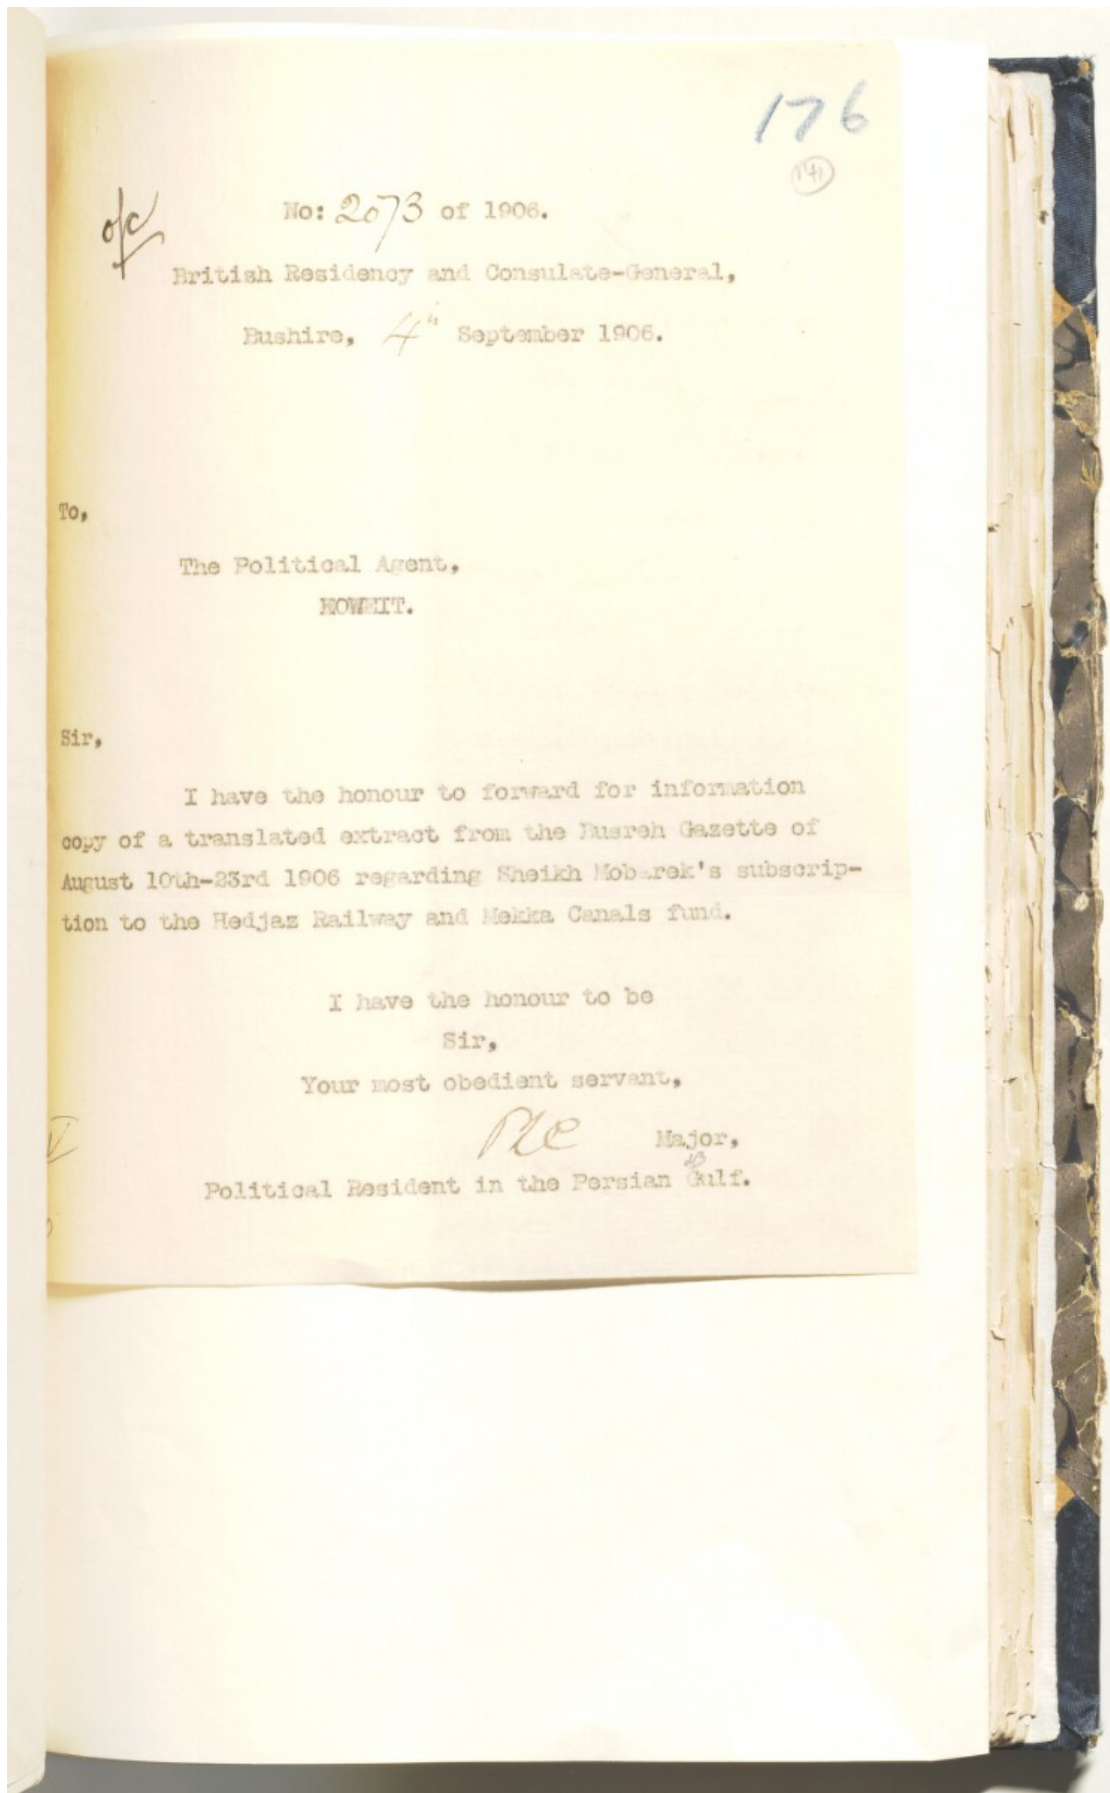 176
141
o/c
No: 2073 of 1906.
British Residency and Consulate-General,
Bushire, 4th September 1906.
To,
The Political Agent,
KOWEIT.
Sir,
I have the honour to forward for information
copy of a translated extract from the Busreh Gazette of
August 10th-23rd 1906 regarding Sheikh Mobarek's subscrip-
tion to the Hedjaz Railway and Mekka Canals fund.
I have the honour to be
Sir,
Your most obedient servant,
PZC Major,
Political Resident in the Persian Gulf.